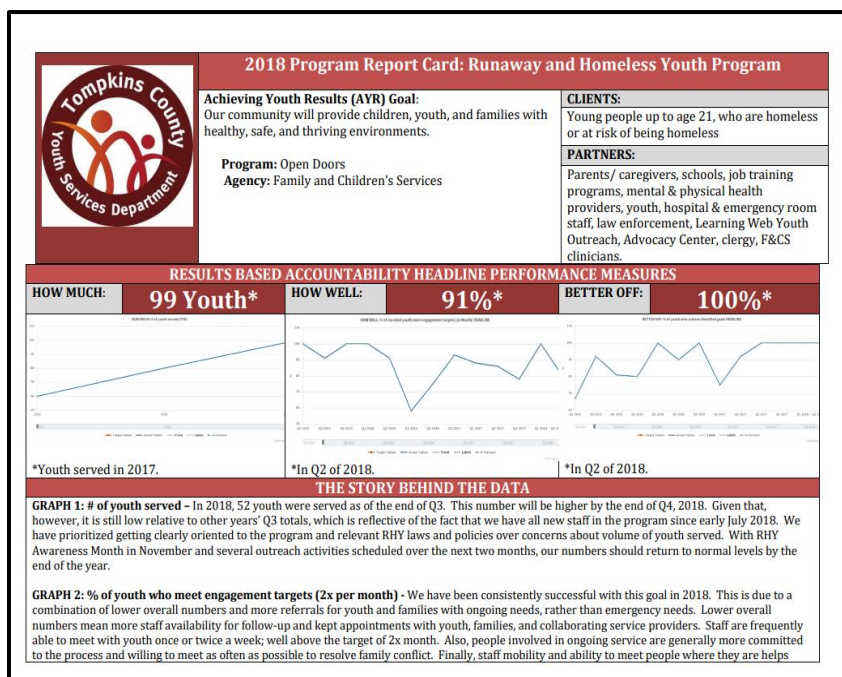 Tompkins County
Youth Services Department
2018 Program Report Card: Runaway and Homeless Youth Program
Achieving Youth Results (AYR) Goal:
Our community will provide children, youth, and families with
healthy, safe, and thriving environments.
Program: Open Doors
Agency: Family and Children's Services
CLIENTS:
Young people up to age 21, who are homeless
or at risk of being homeless
PARTNERS:
Parents/ caregivers, schools, job training
programs, mental & physical health
providers, youth, hospital & emergency room
staff, law enforcement, Learning Web Youth
Outreach, Advocacy Center, clergy, F&CS
clinicians.
RESULTS BASED ACCOUNTABILITY HEADLINE PERFORMANCE MEASURES
HOW MUCH:
99 Youth*
HOW WELL:
91%*
BETTER OFF:
100%*
*Youth served in 2017.
*In Q2 of 2018.
*In Q2 of 2018.
THE STORY BEHIND THE DATA
GRAPH 1: # of youth served – In 2018, 52 youth were served as of the end of Q3. This number will be higher by the end of Q4, 2018. Given that,
however, it is still low relative to other years' Q3 totals, which is reflective of the fact that we have all new staff in the program since early July 2018. We
have prioritized getting clearly oriented to the program and relevant RHY laws and policies over concerns about volume of youth served. With RHY
Awareness Month in November and several outreach activities scheduled over the next two months, our numbers should return to normal levels by the
end of the year.
GRAPH 2: % of youth who meet engagement targets (2x per month) - We have been consistently successful with this goal in 2018. This is due to a
combination of lower overall numbers and more referrals for youth and families with ongoing needs, rather than emergency needs. Lower overall
numbers mean more staff availability for follow-up and kept appointments with youth, families, and collaborating service providers. Staff are frequently
able to meet with youth once or twice a week; well above the target of 2x month. Also, people involved in ongoing service are generally more committed
to the process and willing to meet as often as possible to resolve family conflict. Finally, staff mobility and ability to meet people where they are helps